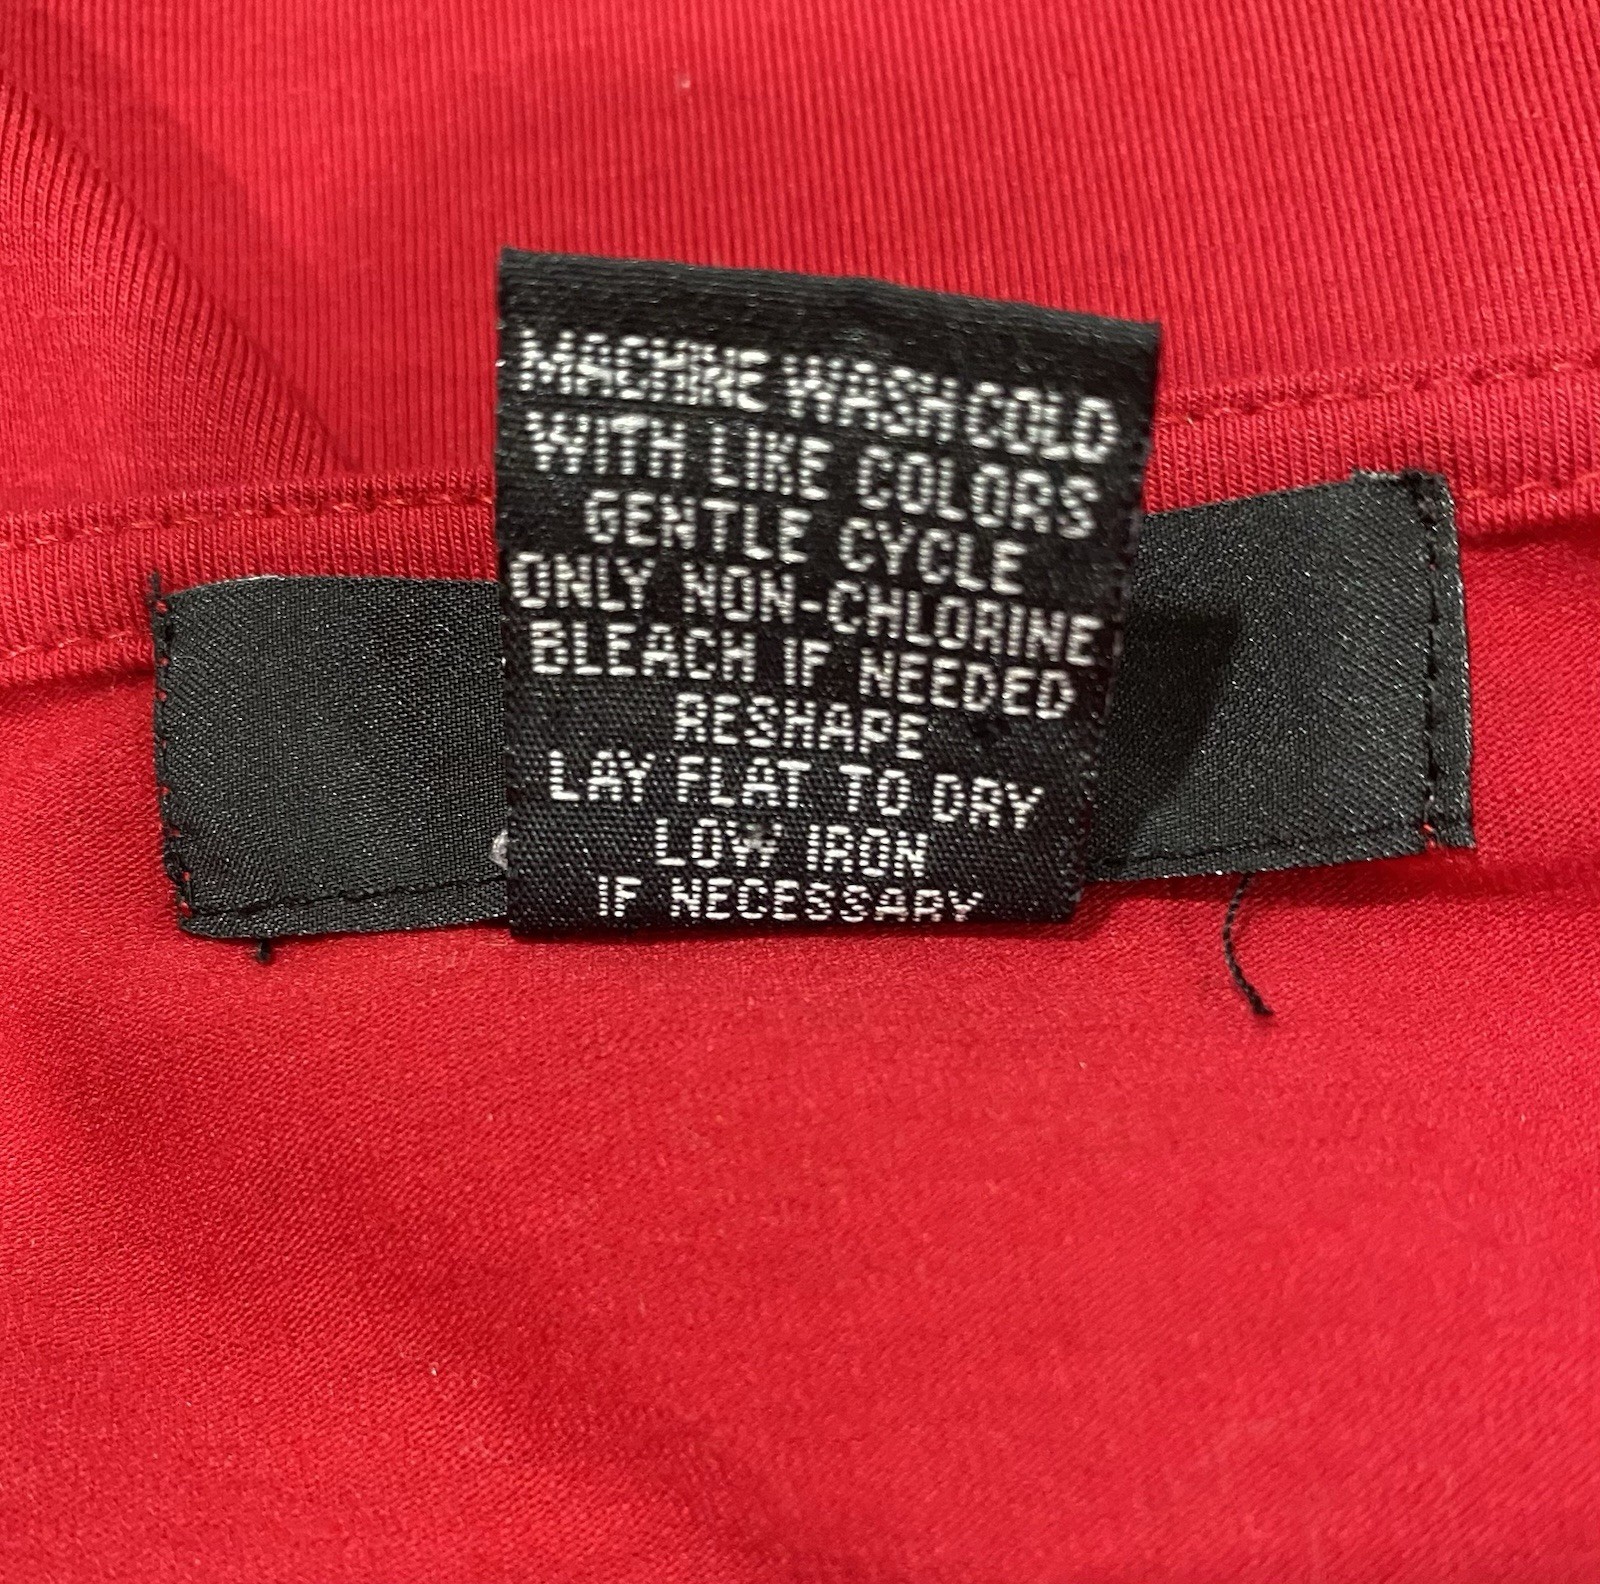 MACHINE WASH COLD
WITH LIKE COLORS
GENTLE CYCLE
ONLY NON-CHLORINE
BLEACH IF NEEDED
RESHAPE
LAY FLAT TO DRY
LOW IRON
IF NECESSARY